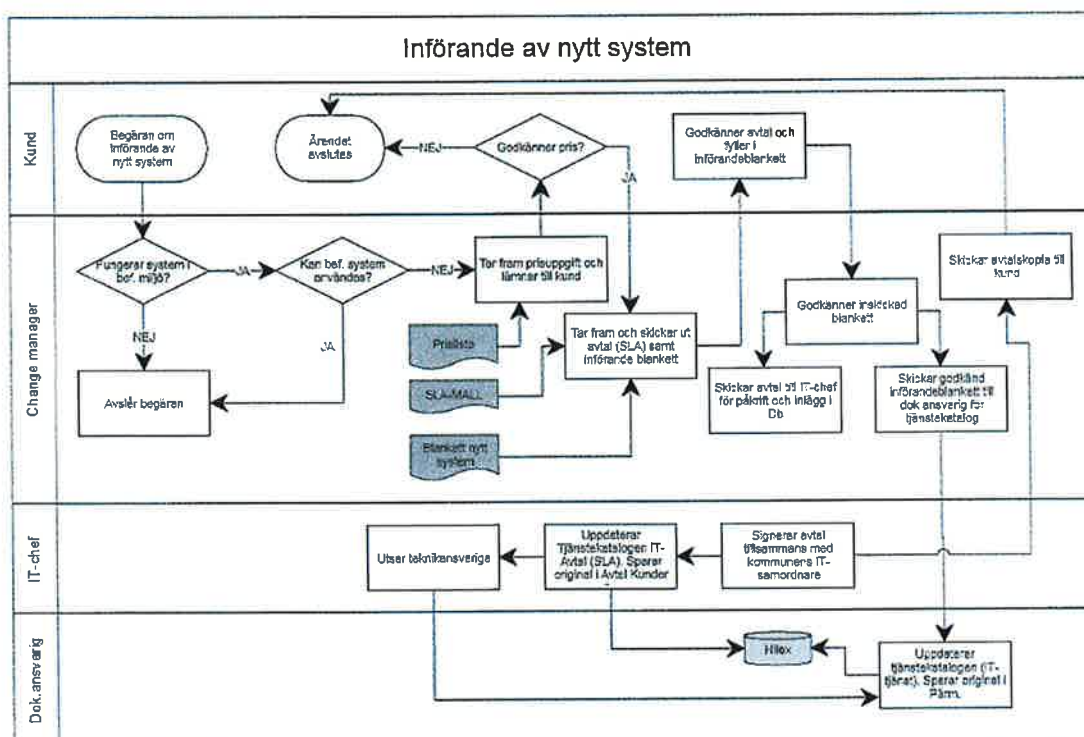 Införande av nytt system
Kund
Begäran om
införande av
nytt system
Ärendet
avslutas
NEJ
Godkänner pris?
JA
Godkänner avtal och
fyller i
införandeblankett
Change manager
Fungerar system i
bef. miljö?
JA
Kan bef. system
användas?
NEJ
Tar fram prisuppgift och
lämnar till kund
Skickar avtalskopia till
kund
Godkänner inskickad
blankett
NEJ
JA
Prislista
Tar fram och skickar ut
avtal (SLA) samt
införande blankett
Avslår begäran
SLA-MALL
Skickar avtal till IT-chef
för påkrift och inlägg i
Db
Skickar godkänd
införandeblankett till
dok ansvarig för
tjänstekatalog
Blankett nytt
system
IT-chef
Utser teknikansvariga
Uppdaterar
Tjänstekatalogen IT-
Avtal (SLA). Sparar
original i Avtal Kunder
Signerar avtal
tillsammans med
kommunens IT-
samordnare
Dok.ansvarig
Uppdaterar
tjänstekatalogen (IT-
tjänst). Sparar original i
Pärm.